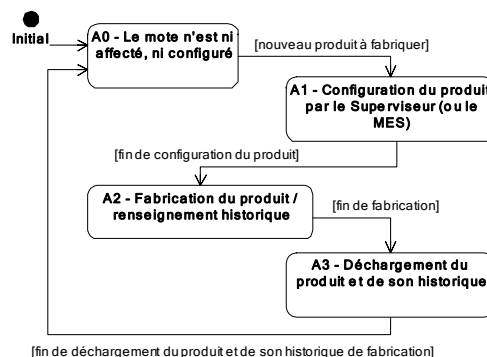 Initial
A0 - Le mote n'est ni
affecté, ni configuré
[nouveau produit à fabriquer]
A1 - Configuration du produit
par le Superviseur (ou le
MES)
[fin de configuration du produit]
A2 - Fabrication du produit /
renseignement historique
[fin de fabrication]
A3 - Déchargement du
produit et de son historique
[fin de déchargement du produit et de son historique de fabrication]